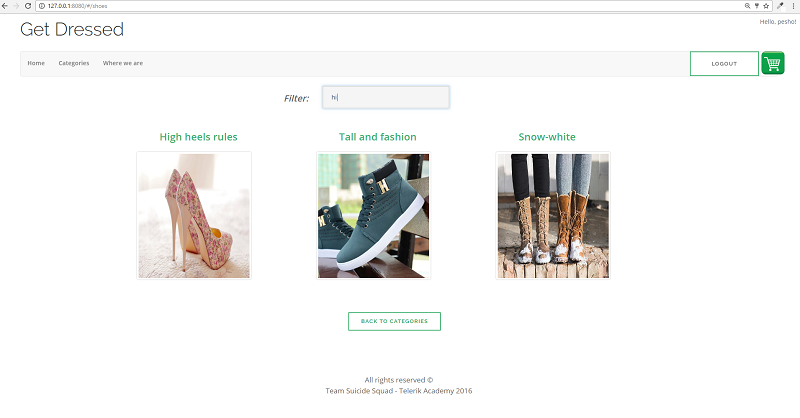 127.0.0.1:8080/#/shoes
Get Dressed
Hello, pesho!
Home Categories Where we are LOGOUT
Filter: hi
High heels rules Tall and fashion Snow-white
H
BACK TO CATEGORIES
All rights reserved ©
Team Suicide Squad - Telerik Academy 2016